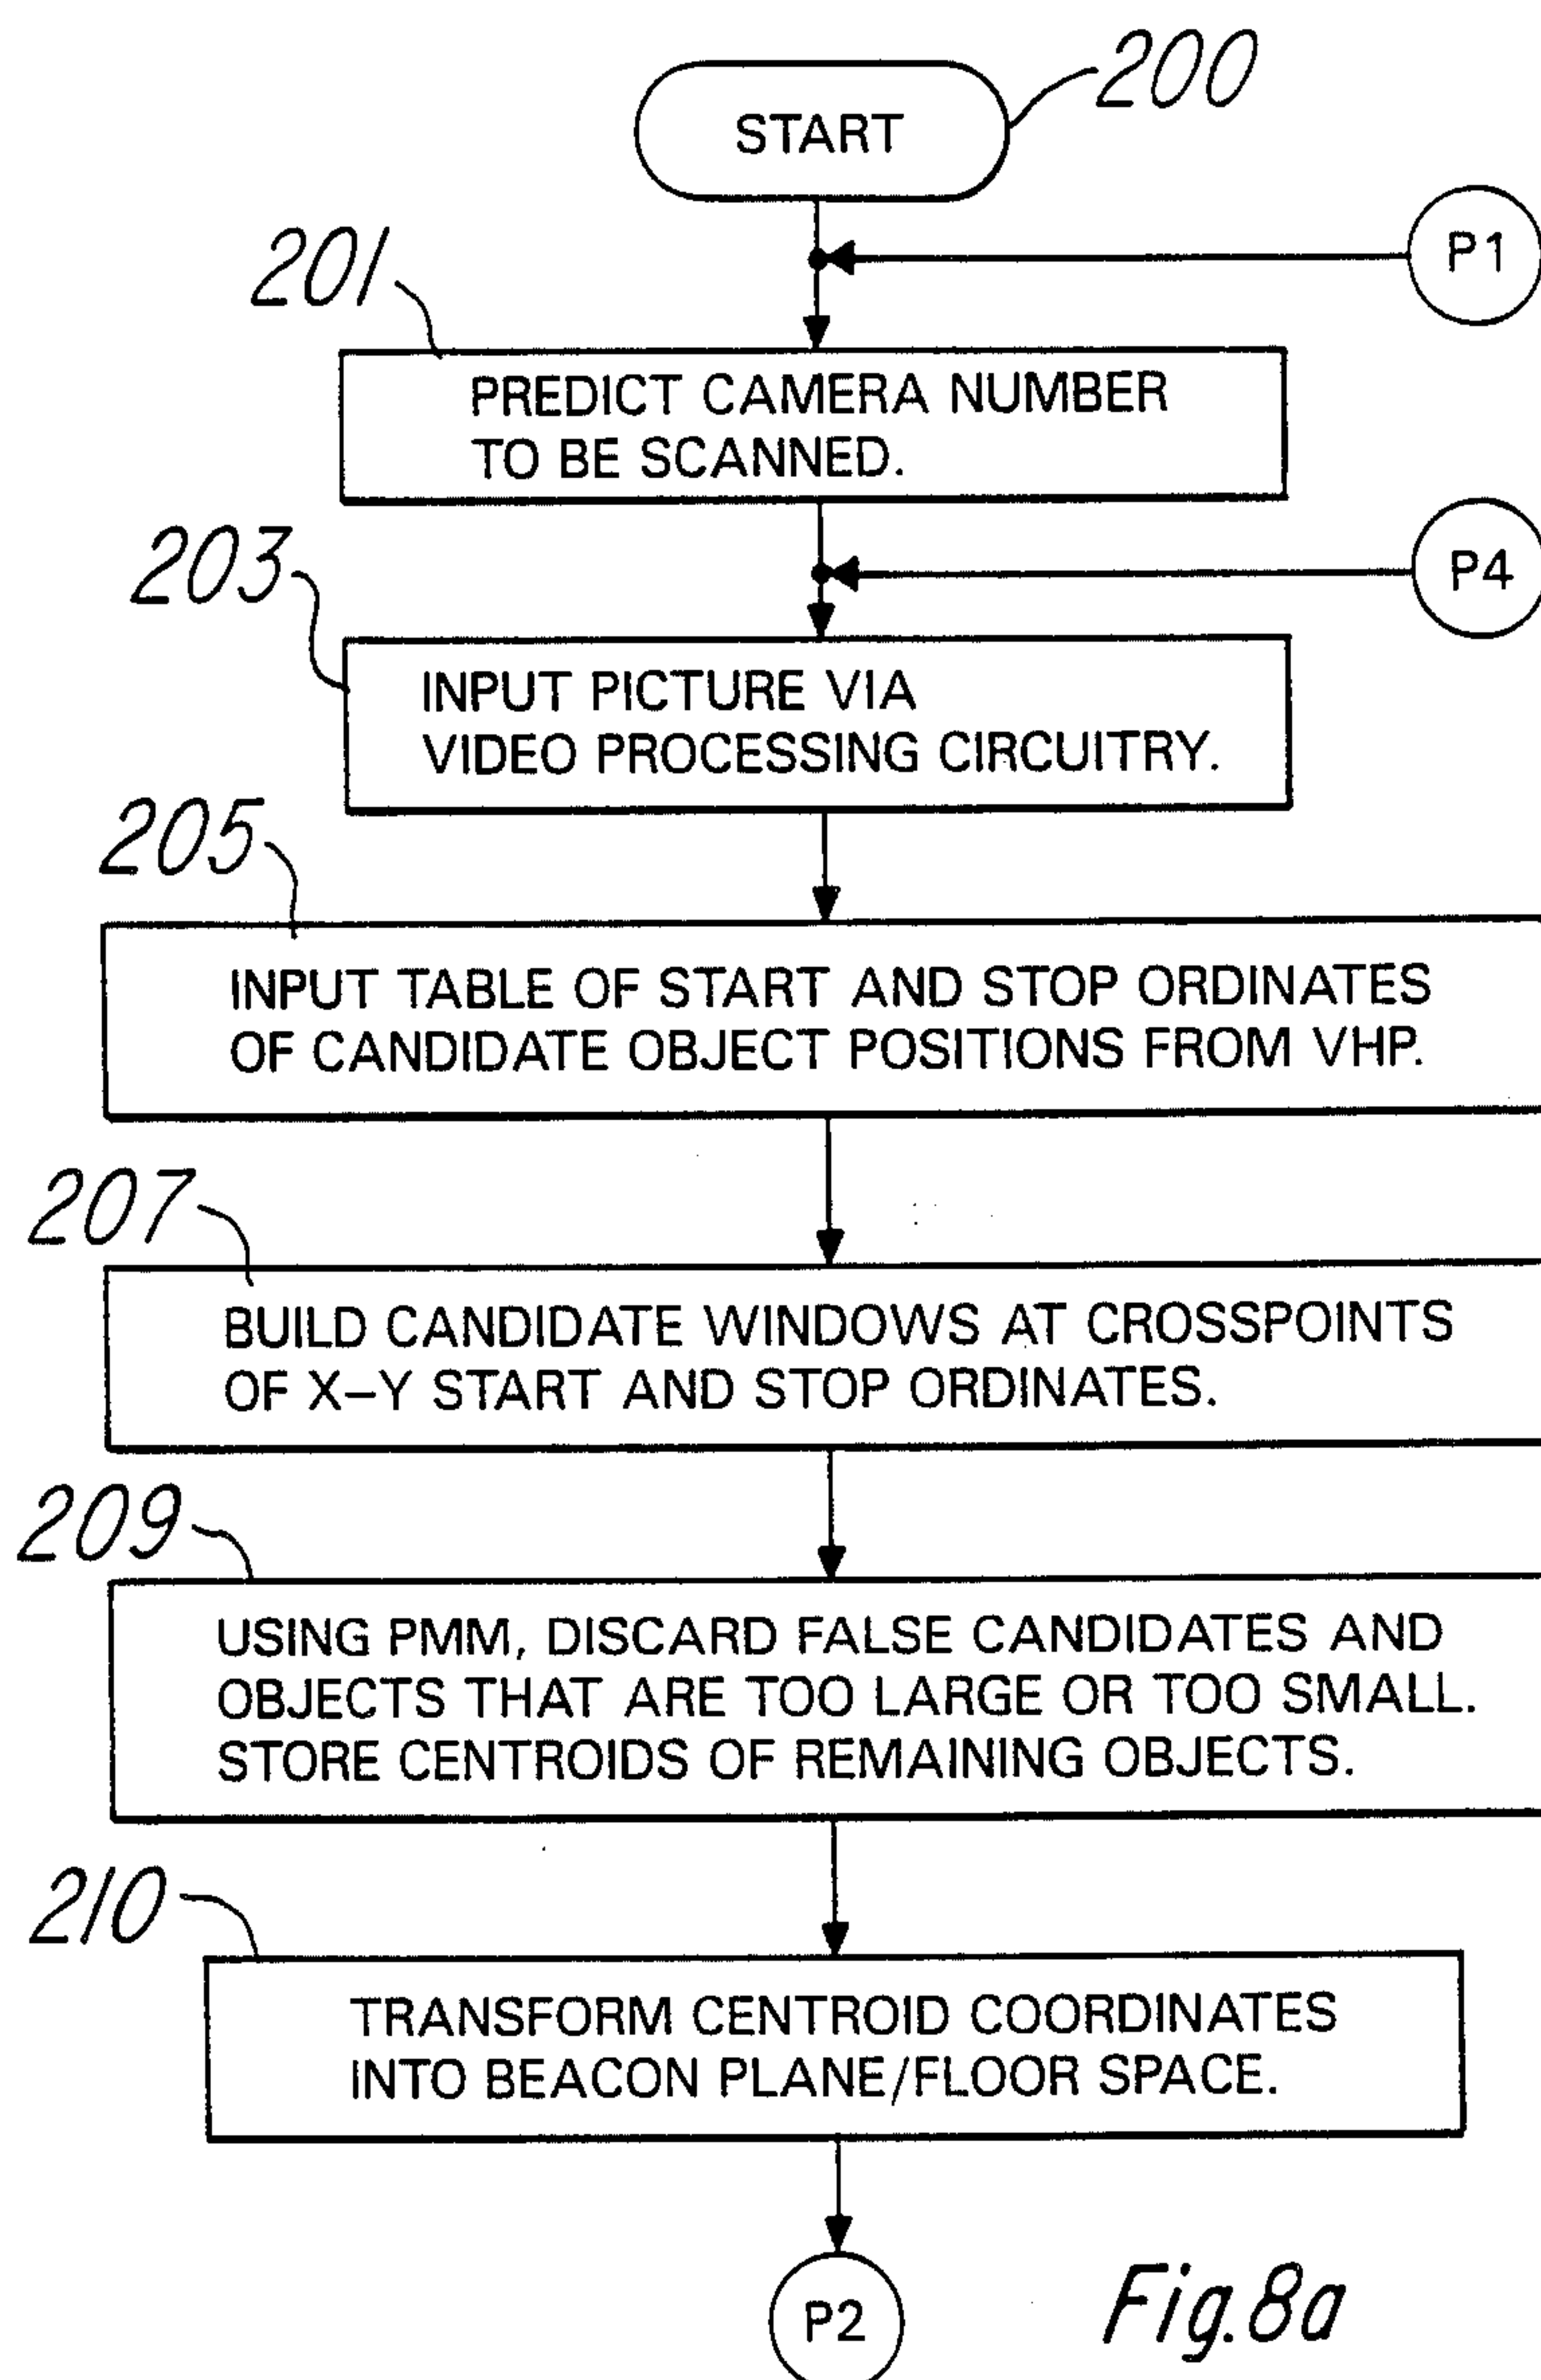 200
START
P1
201
PREDICT CAMERA NUMBER
TO BE SCANNED.
P4
203
INPUT PICTURE VIA
VIDEO PROCESSING CIRCUITRY.
205
INPUT TABLE OF START AND STOP ORDINATES
OF CANDIDATE OBJECT POSITIONS FROM VHP.
207
BUILD CANDIDATE WINDOWS AT CROSSPOINTS
OF X–Y START AND STOP ORDINATES.
209
USING PMM, DISCARD FALSE CANDIDATES AND
OBJECTS THAT ARE TOO LARGE OR TOO SMALL.
STORE CENTROIDS OF REMAINING OBJECTS.
210
TRANSFORM CENTROID COORDINATES
INTO BEACON PLANE/FLOOR SPACE.
P2
Fig. 8a